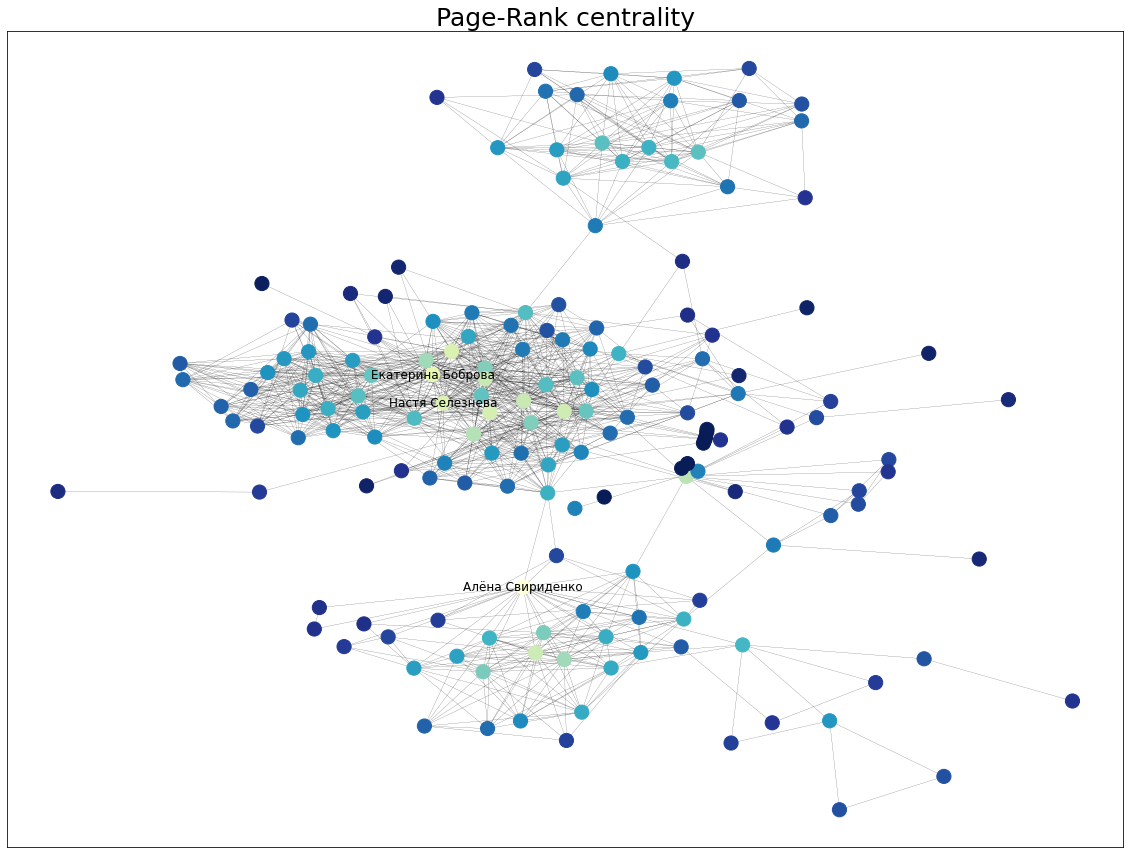 Page-Rank centrality
Екатерина Боброва
Настя Селезнева
Алёна Свириденко